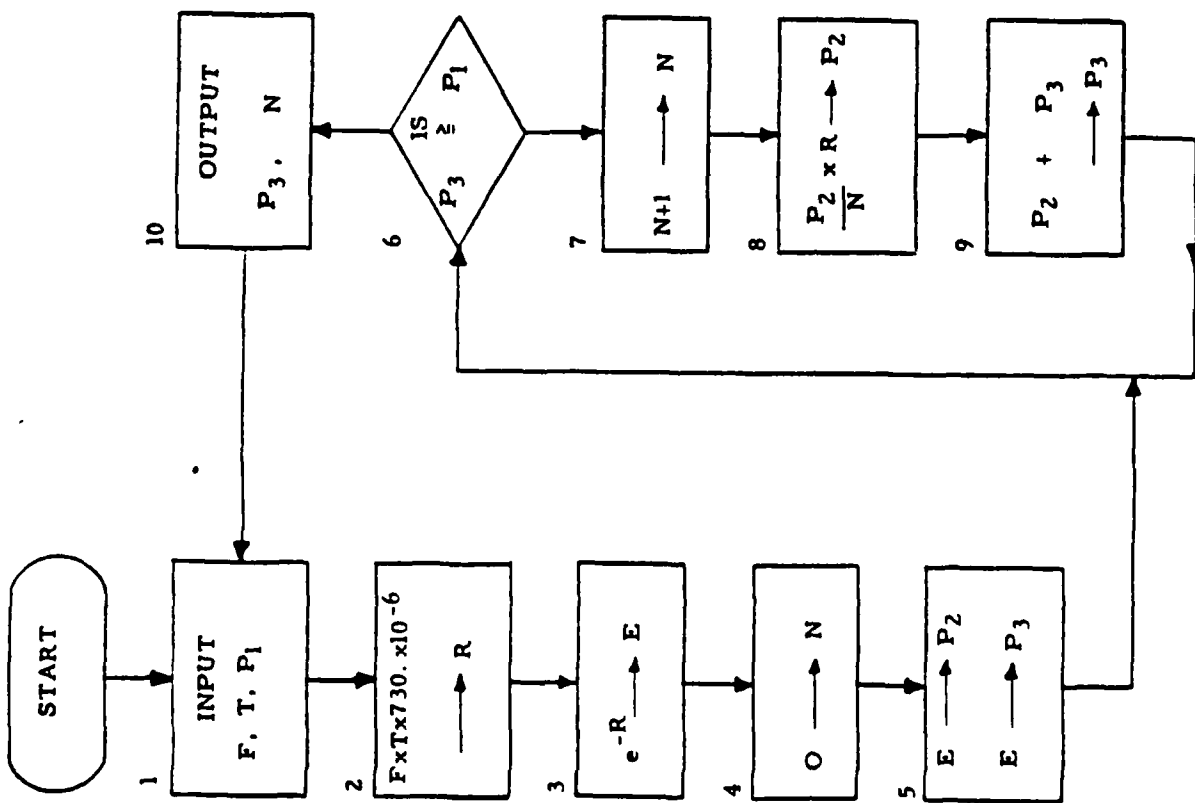 START
1
INPUT
F, T, P1
2
FxTx730. x10-6
→ R
3
e-R → E
4
O → N
5
E → P2
E → P3
10
OUTPUT
P3, N
6
IS
P3 ≥ P1
7
N+1 → N
8
P2 x R → P2
N
9
P2 + P3
→ P3